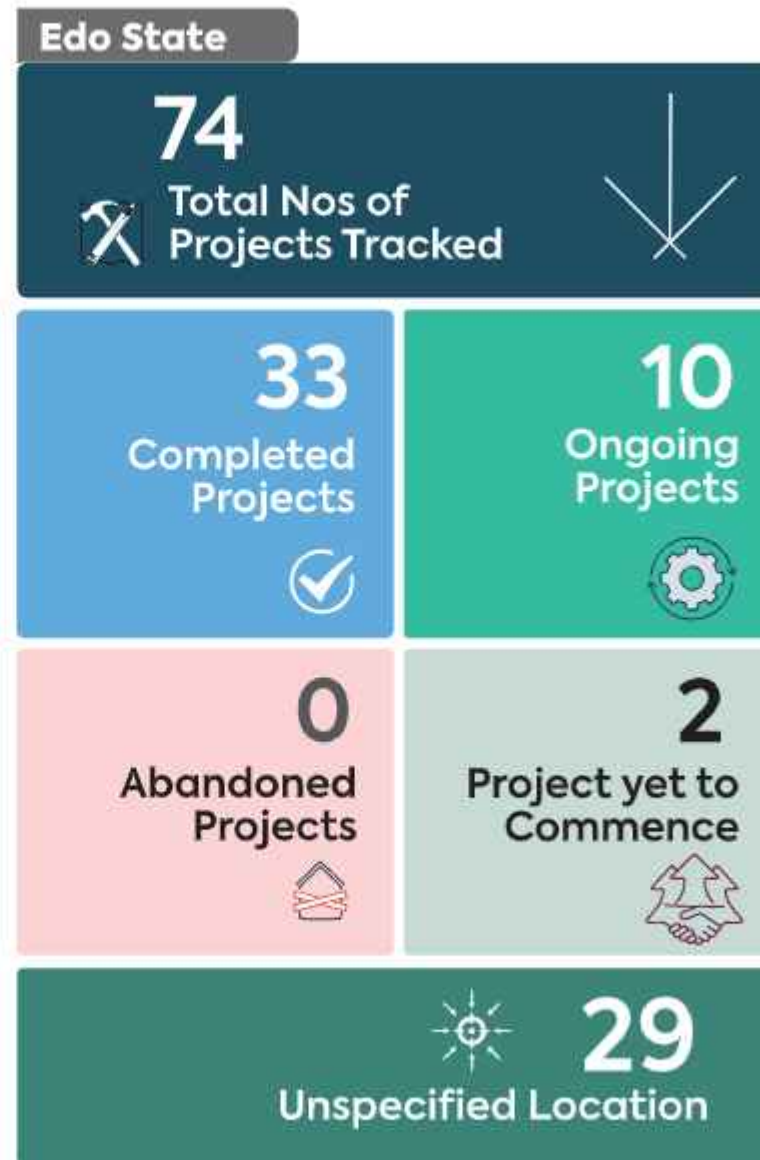 Edo State
74
Total Nos of
Projects Tracked
33
Completed
Projects
10
Ongoing
Projects
0
Abandoned
Projects
2
Project yet to
Commence
29
Unspecified Location